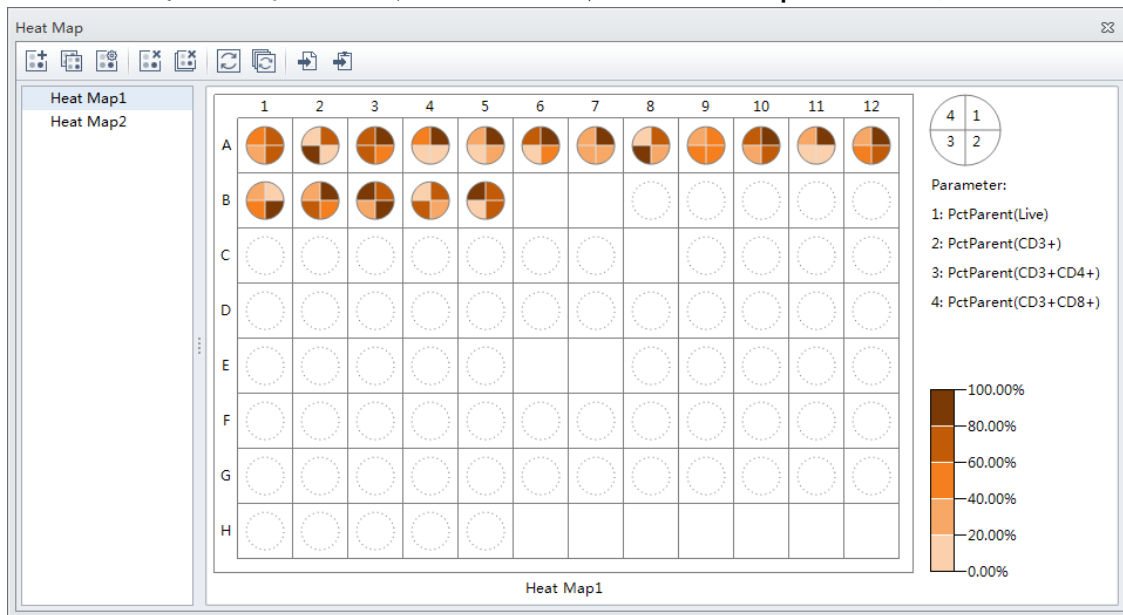 Heat Map
Heat Map1
Heat Map2
1 2 3 4 5 6 7 8 9 10 11 12
A
B
C
D
E
F
G
H
Heat Map1
4 1
3 2
Parameter:
1: PctParent(Live)
2: PctParent(CD3+)
3: PctParent(CD3+CD4+)
4: PctParent(CD3+CD8+)
100.00%
80.00%
60.00%
40.00%
20.00%
0.00%